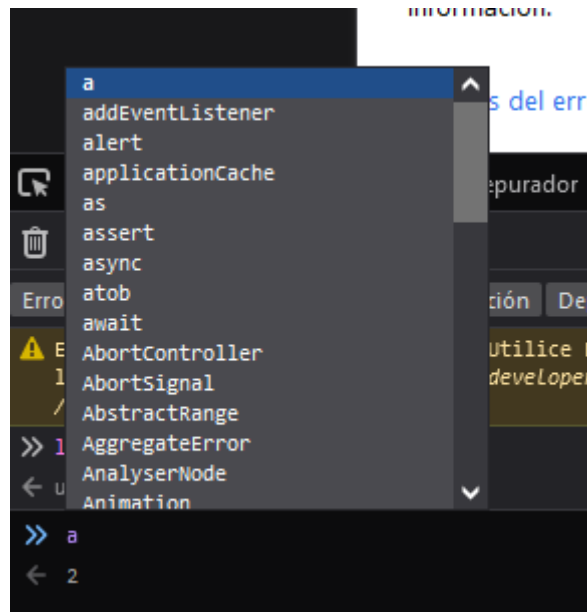 información.
a
addEventListener
alert
applicationCache
as
assert
async
atob
await
AbortController
AbortSignal
AbstractRange
AggregateError
AnalyserNode
Animation
s del err
epurador
Erro
ción De
E
Utilice
l
developer
/
>> l
← u
>> a
← 2